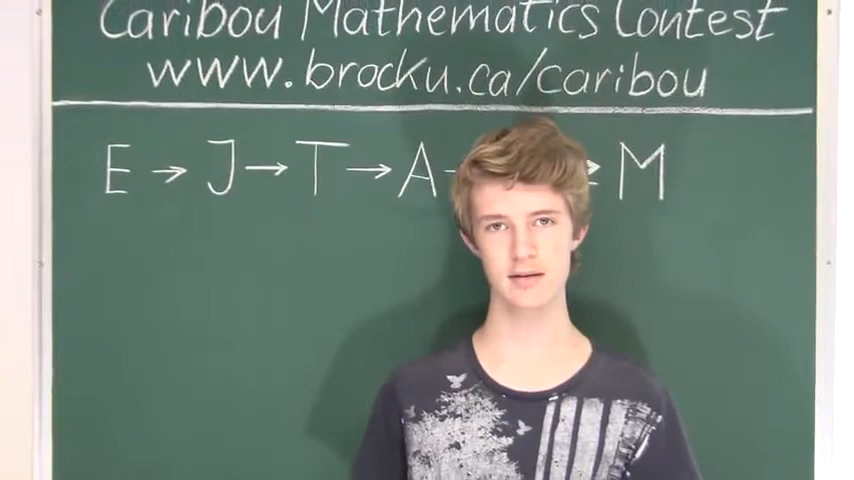 Caribou Mathematics Contest
www.brocku.ca/caribou
E → J → T → A → M